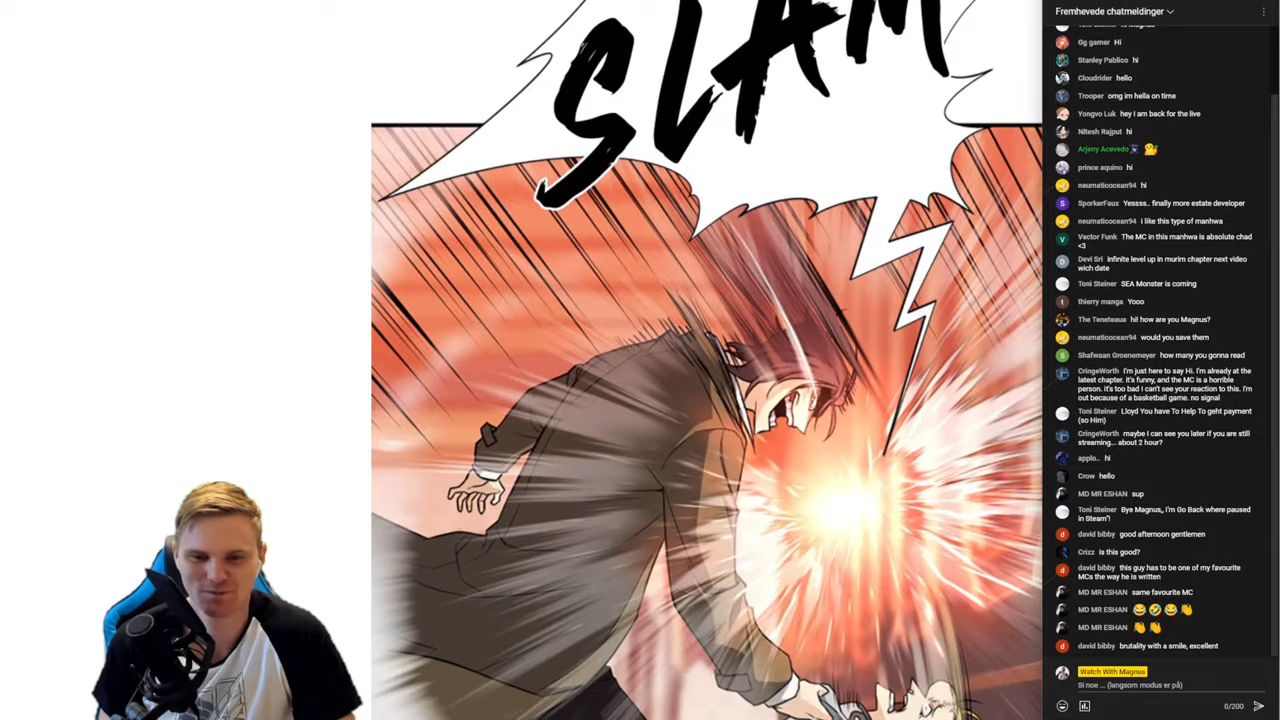 SLAM
Fremhevede chatmeldinger
Gg gamer Hi
Stanley Pablico hi
Cloudrider hello
Trooper omg im hella on time
Yongvo Luk hey I am back for the live
Nitesh Rajput hi
Arjeny Acevedo
prince aquino hi
neumaticocean94 hi
SporkerFaux Yessss.. finally more estate developer
neumaticocean94 i like this type of manhwa
Vector Funk The MC in this manhwa is absolute chad
<3
Devi Sri infinite level up in murim chapter next video
wich date
Toni Steiner SEA Monster is coming
thierry manga Yooo
The Teneteaua hi! how are you Magnus?
neumaticocean94 would you save them
Shafwaan Groenemeyer how many you gonna read
CringeWorth I'm just here to say Hi. I'm already at the
latest chapter. it's funny, and the MC is a horrible
person. it's too bad I can't see your reaction to this. I'm
out because of a basketball game. no signal
Toni Steiner Lloyd You have To Help To geht payment
(so Him)
CringeWorth maybe I can see you later if you are still
streaming... about 2 hour?
applo.. hi
Crow hello
MD MR ESHAN sup
Toni Steiner Bye Magnus,, I'm Go Back where paused
in Steam"!
david bibby good afternoon gentlemen
Crizz is this good?
david bibby this guy has to be one of my favourite
MCs the way he is written
MD MR ESHAN same favourite MC
MD MR ESHAN
MD MR ESHAN
david bibby brutality with a smile, excellent
Watch With Magnus
Si noe ... (langsom modus er på)
0/200